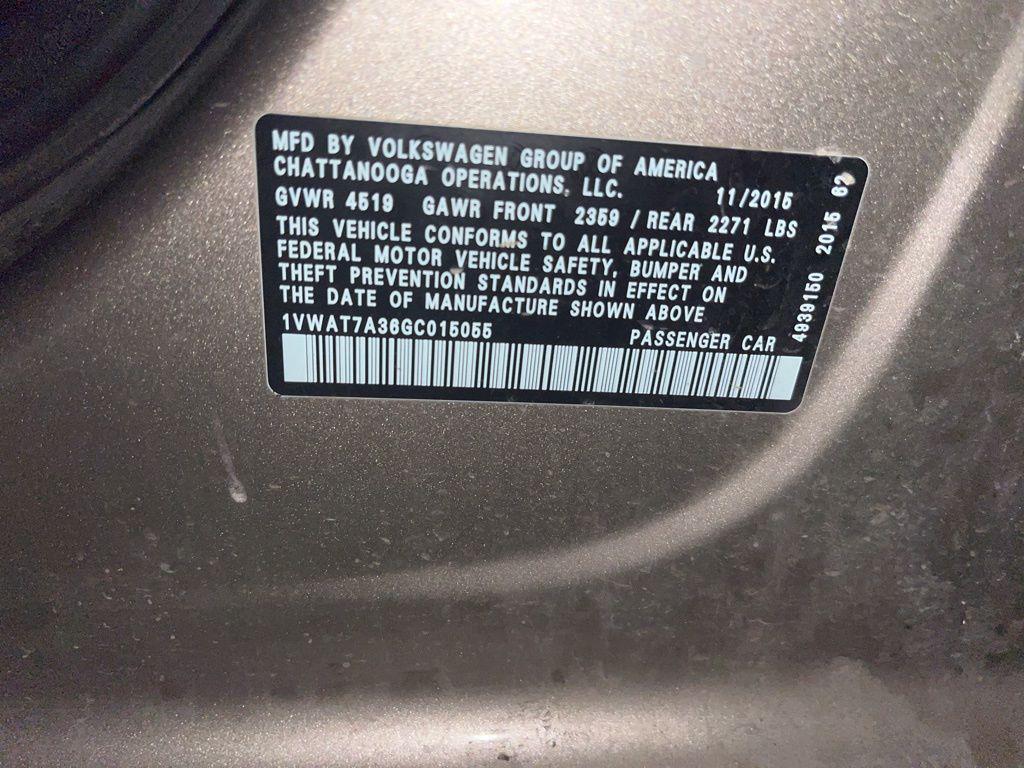 MFD BY VOLKSWAGEN GROUP OF AMERICA
CHATTANOOGA OPERATIONS, LLC. 11/2015
GVWR 4519 GAWR FRONT 2359 / REAR 2271 LBS
THIS VEHICLE CONFORMS TO ALL APPLICABLE U.S.
FEDERAL MOTOR VEHICLE SAFETY, BUMPER AND
THEFT PREVENTION STANDARDS IN EFFECT ON
THE DATE OF MANUFACTURE SHOWN ABOVE
1VWAT7A36GC015055 PASSENGER CAR
4939150 2015 62